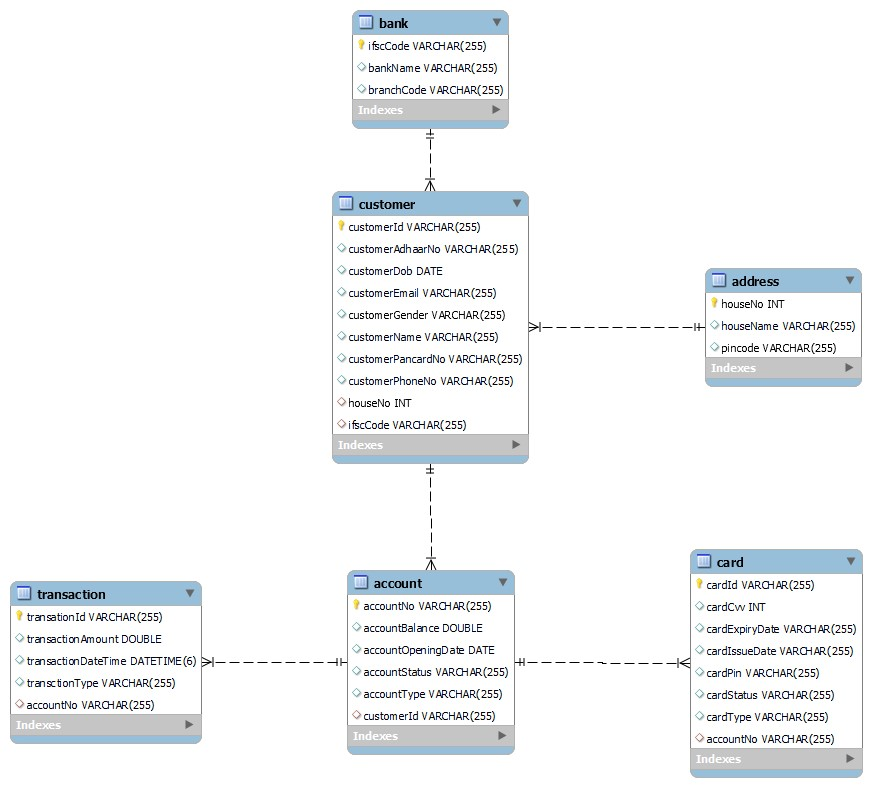 bank
ifscCode VARCHAR(255)
bankName VARCHAR(255)
branchCode VARCHAR(255)
Indexes
customer
customerId VARCHAR(255)
customerAdhaarNo VARCHAR(255)
customerDob DATE
customerEmail VARCHAR(255)
customerGender VARCHAR(255)
customerName VARCHAR(255)
customerPancardNo VARCHAR(255)
customerPhoneNo VARCHAR(255)
houseNo INT
ifscCode VARCHAR(255)
Indexes
address
houseNo INT
houseName VARCHAR(255)
pincode VARCHAR(255)
Indexes
transaction
transationId VARCHAR(255)
transactionAmount DOUBLE
transactionDateTime DATETIME(6)
transctionType VARCHAR(255)
accountNo VARCHAR(255)
Indexes
account
accountNo VARCHAR(255)
accountBalance DOUBLE
accountOpeningDate DATE
accountStatus VARCHAR(255)
accountType VARCHAR(255)
customerId VARCHAR(255)
Indexes
card
cardId VARCHAR(255)
cardCvv INT
cardExpiryDate VARCHAR(255)
cardIssueDate VARCHAR(255)
cardPin VARCHAR(255)
cardStatus VARCHAR(255)
cardType VARCHAR(255)
accountNo VARCHAR(255)
Indexes